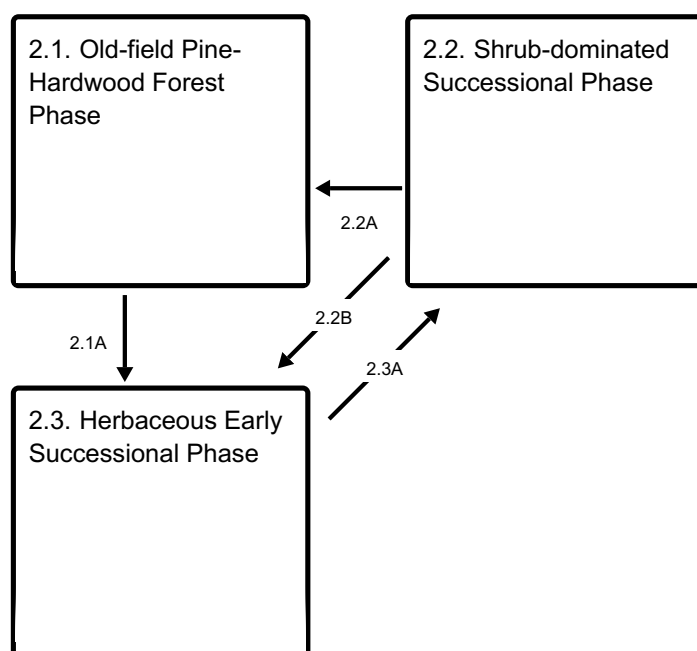 2.1. Old-field Pine-
Hardwood Forest
Phase
2.2. Shrub-dominated
Successional Phase
2.2A
2.1A
2.2B
2.3A
2.3. Herbaceous Early
Successional Phase